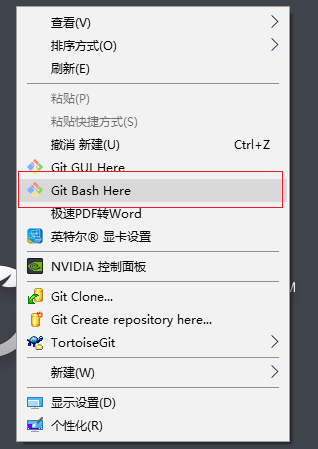 查看(V)
排序方式(O)
刷新(E)
粘贴(P)
粘贴快捷方式(S)
撤消 新建(U) Ctrl+Z
Git GUI Here
Git Bash Here
极速PDF转Word
英特尔® 显卡设置
NVIDIA 控制面板
Git Clone...
M
Git Create repository here...
TortoiseGit
新建(W)
显示设置(D)
个性化(R)